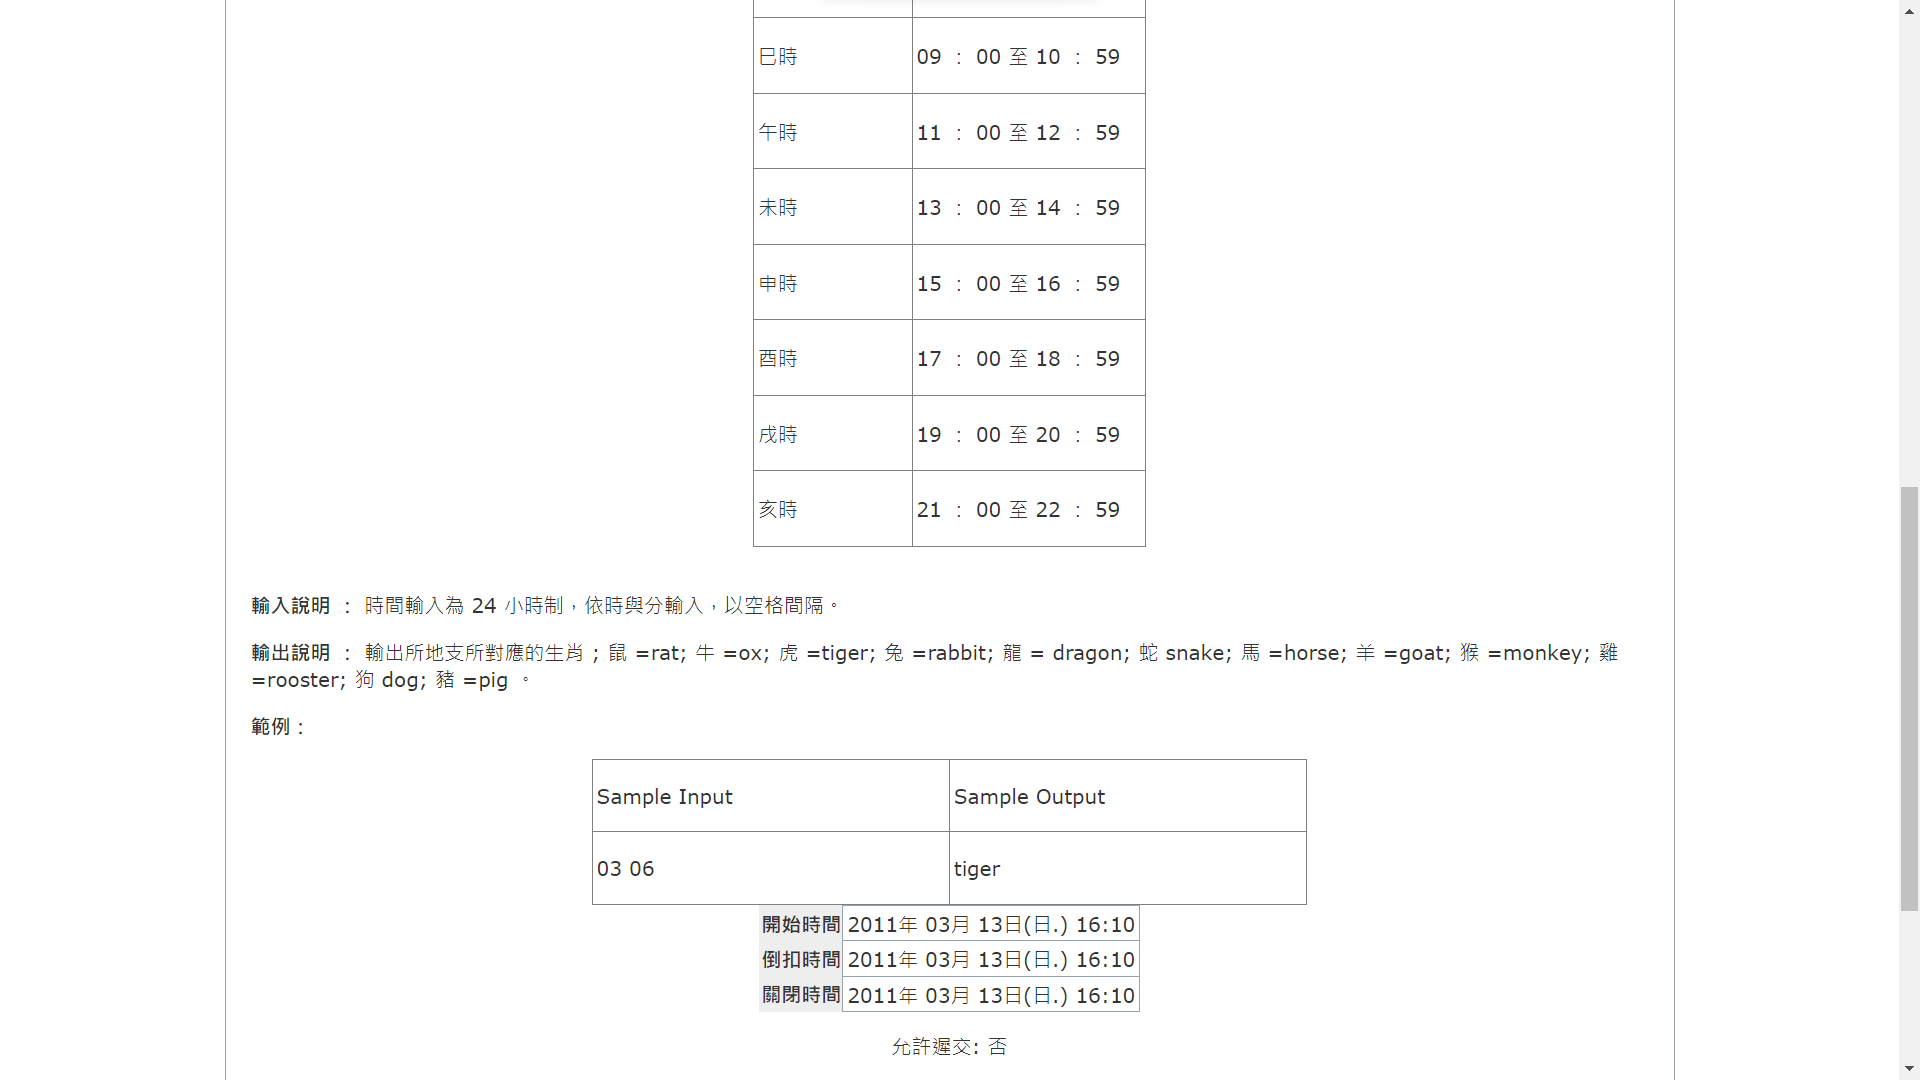 巳時 09 ： 00 至 10 ： 59
午時 11 ： 00 至 12 ： 59
未時 13 ： 00 至 14 ： 59
申時 15 ： 00 至 16 ： 59
酉時 17 ： 00 至 18 ： 59
戌時 19 ： 00 至 20 ： 59
亥時 21 ： 00 至 22 ： 59
輸入說明 ： 時間輸入為 24 小時制，依時與分輸入，以空格間隔。
輸出說明 ： 輸出所地支所對應的生肖 ; 鼠 =rat; 牛 =ox; 虎 =tiger; 兔 =rabbit; 龍 = dragon; 蛇 snake; 馬 =horse; 羊 =goat; 猴 =monkey; 雞
=rooster; 狗 dog; 豬 =pig 。
範例 :
Sample Input Sample Output
03 06 tiger
開始時間 2011年 03月 13日(日.) 16:10
倒扣時間 2011年 03月 13日(日.) 16:10
關閉時間 2011年 03月 13日(日.) 16:10
允許遲交: 否